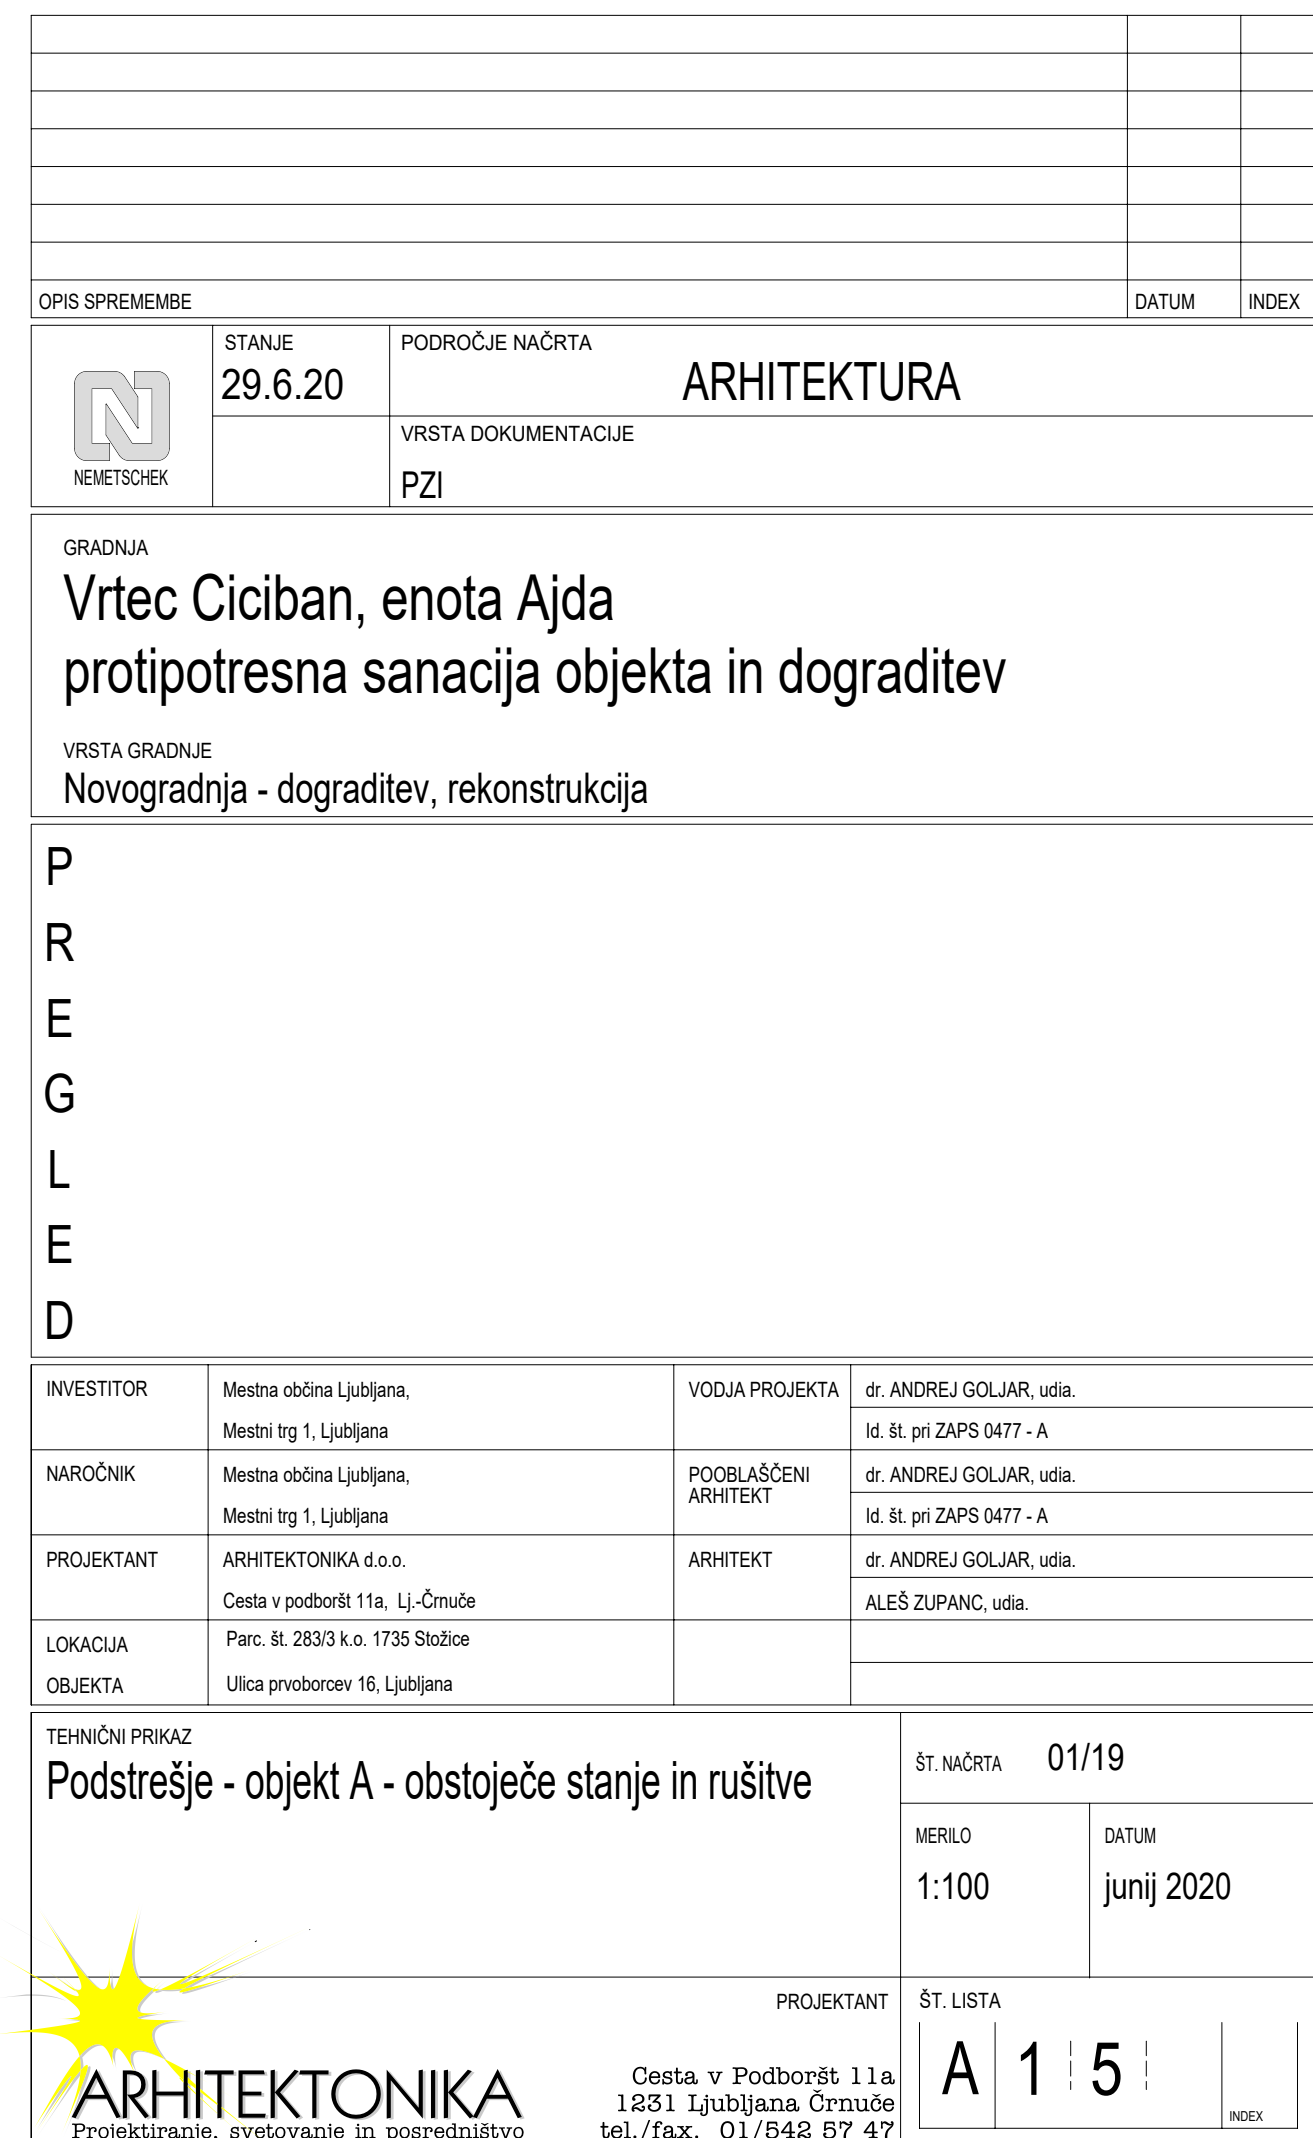 OPIS SPREMEMBE DATUM INDEX
STANJE PODROČJE NAČRTA
29.6.20 ARHITEKTURA
VRSTA DOKUMENTACIJE
NEMETSCHEK PZI
GRADNJA
Vrtec Ciciban, enota Ajda
protipotresna sanacija objekta in dograditev
VRSTA GRADNJE
Novogradnja - dograditev, rekonstrukcija
P
R
E
G
L
E
D
INVESTITOR Mestna občina Ljubljana, VODJA PROJEKTA dr. ANDREJ GOLJAR, udia.
Mestni trg 1, Ljubljana Id. št. pri ZAPS 0477 - A
NAROČNIK Mestna občina Ljubljana, POOBLAŠČENI dr. ANDREJ GOLJAR, udia.
ARHITEKT
Mestni trg 1, Ljubljana Id. št. pri ZAPS 0477 - A
PROJEKTANT ARHITEKTONIKA d.o.o. ARHITEKT dr. ANDREJ GOLJAR, udia.
Cesta v podboršt 11a, Lj.-Črnuče ALEŠ ZUPANC, udia.
LOKACIJA Parc. št. 283/3 k.o. 1735 Stožice
OBJEKTA Ulica prvoborcev 16, Ljubljana
TEHNIČNI PRIKAZ
Podstrešje - objekt A - obstoječe stanje in rušitve
ŠT. NAČRTA 01/19
MERILO DATUM
1:100 junij 2020
PROJEKTANT ŠT. LISTA
A 1 5
INDEX
ARHITEKTONIKA
Projektiranje, svetovanje in posredništvo
Cesta v Podboršt 11a
1231 Ljubljana Črnuče
tel./fax. 01/542 57 47